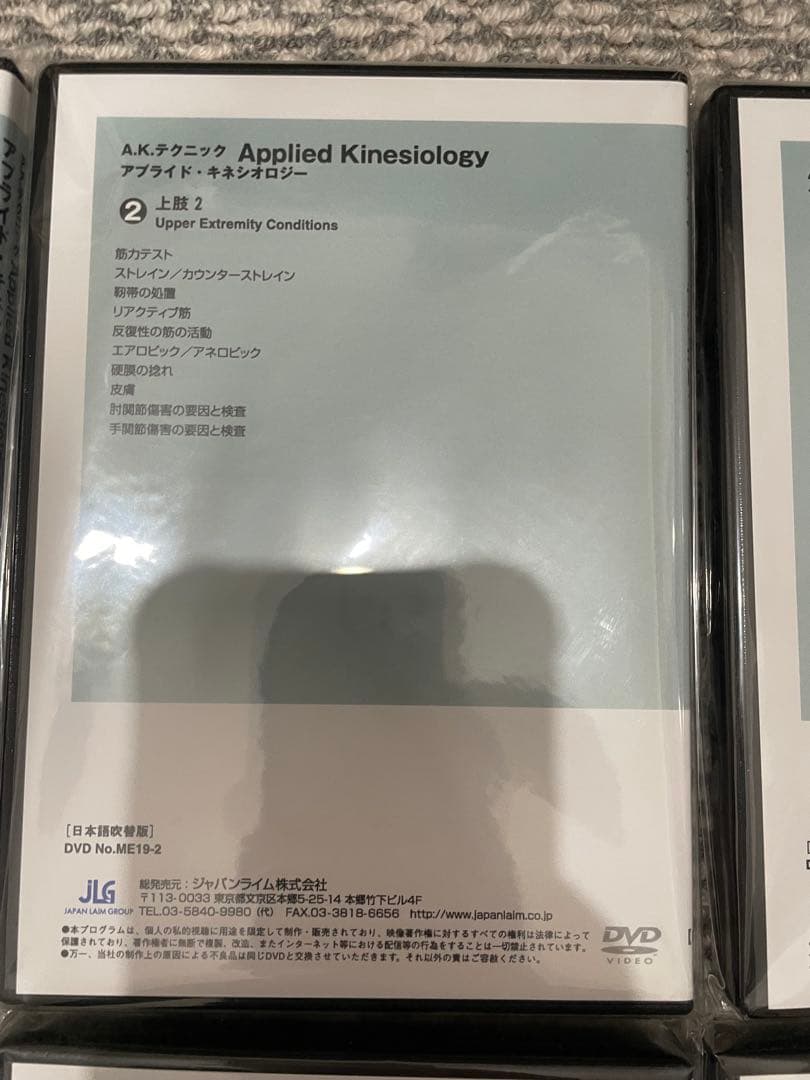 A.K.テクニック Applied Kinesiology
アプライド・キネシオロジー
2 上肢 2
Upper Extremity Conditions
筋力テスト
ストレイン／カウンターストレイン
靭帯の処置
リアクティブ筋
反復性の筋の活動
エアロビック／アネロビック
硬膜の捻れ
皮膚
肘関節傷害の要因と検査
手関節傷害の要因と検査
[日本語吹替版]
DVD No.ME19-2
JLG
JAPAN LAIM GROUP
総発売元：ジャパンライム株式会社
〒113-0033 東京都文京区本郷5-25-14 本郷竹下ビル4F
TEL.03-5840-9980（代） FAX.03-3818-6656 http://www.japanlaim.co.jp
●本プログラムは、個人の私的視聴に用途を限定して制作・販売されており、映像著作権に対するすべての権利は法律によって
保護されており、著作権者に無断で複製、改造、またインターネット等における配信等の行為をすることは一切禁止されています。
●万一、当社の制作上の原因による不良品は同じDVDと交換させていただきます。それ以外の責はご容赦ください。
DVD
VIDEO